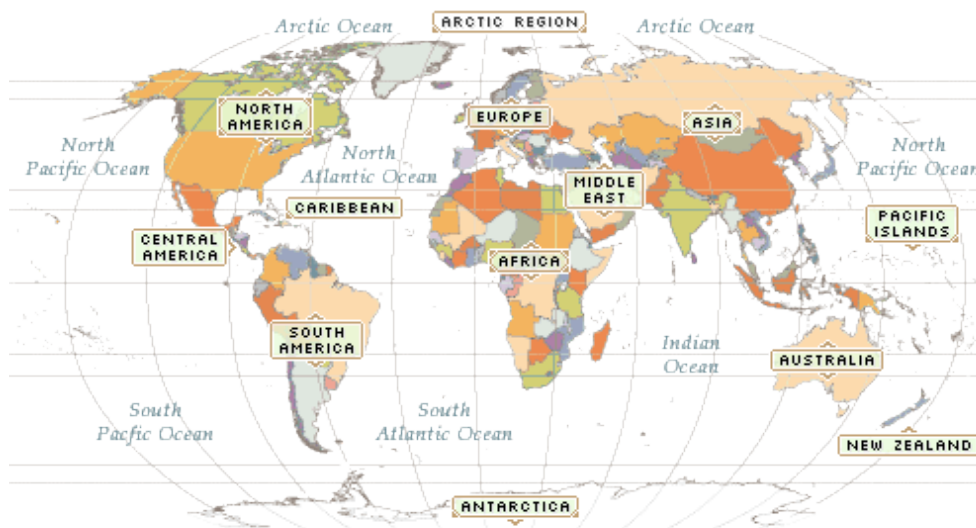 Arctic Ocean
ARCTIC REGION
Arctic Ocean
NORTH
AMERICA
EUROPE
ASIA
North
Pacific Ocean
North
Atlantic Ocean
North
Pacific Ocean
MIDDLE
EAST
CARIBBEAN
PACIFIC
ISLANDS
CENTRAL
AMERICA
AFRICA
SOUTH
AMERICA
Indian
Ocean
AUSTRALIA
South
Pacfic Ocean
South
Atlantic Ocean
NEW ZEALAND
ANTARCTICA